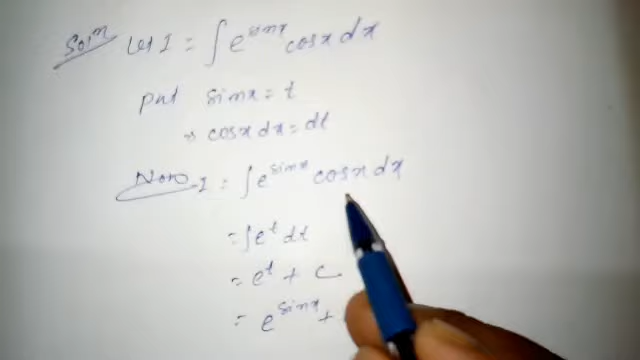 Solⁿ let I = ∫ e^sinx cosx dx
put sinx = t
⇒ cosx dx = dt
Now I = ∫ e^sinx cosx dx
= ∫ e^t dt
= e^t + C
= e^sinx +